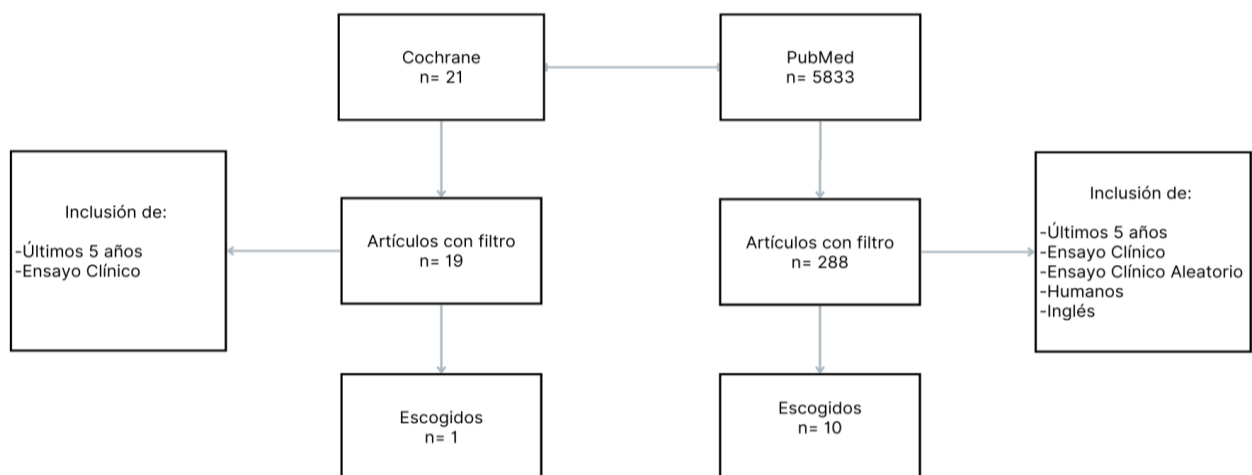 Cochrane
n= 21
PubMed
n= 5833
Inclusión de:
-Últimos 5 años
-Ensayo Clínico
Artículos con filtro
n= 19
Artículos con filtro
n= 288
Inclusión de:
-Últimos 5 años
-Ensayo Clínico
-Ensayo Clínico Aleatorio
-Humanos
-Inglés
Escogidos
n= 1
Escogidos
n= 10